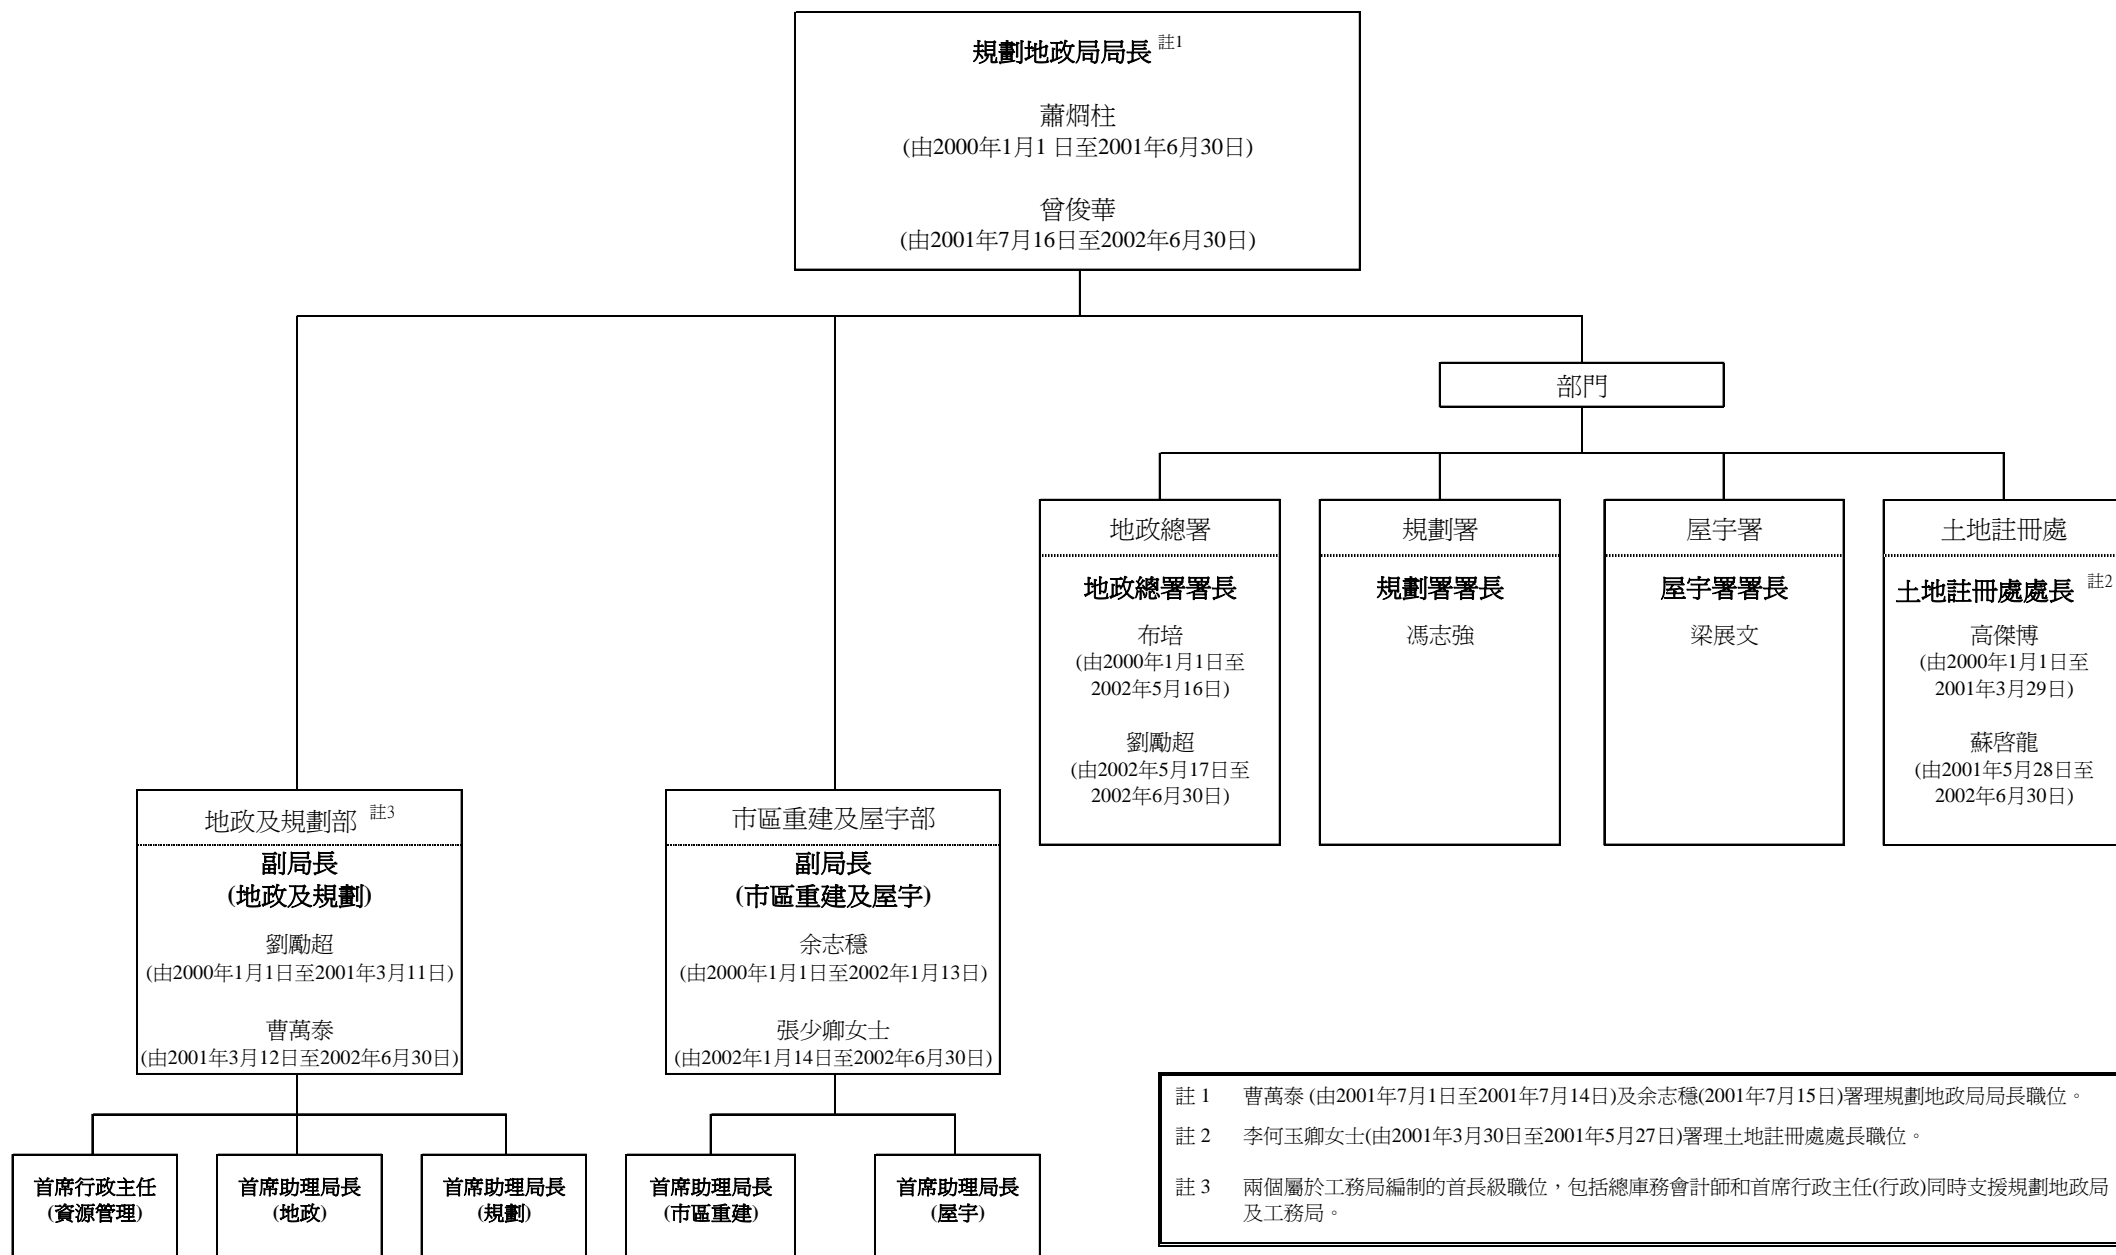 規劃地政局局長 註1
蕭烱柱
(由2000年1月1 日至2001年6月30日)
曾俊華
(由2001年7月16日至2002年6月30日)
部門
地政總署
地政總署署長
布培
(由2000年1月1日至
2002年5月16日)
劉勵超
(由2002年5月17日至
2002年6月30日)
規劃署
規劃署署長
馮志強
屋宇署
屋宇署署長
梁展文
土地註冊處
土地註冊處處長 註2
高傑博
(由2000年1月1日至
2001年3月29日)
蘇啓龍
(由2001年5月28日至
2002年6月30日)
地政及規劃部 註3
副局長
(地政及規劃)
劉勵超
(由2000年1月1日至2001年3月11日)
曹萬泰
(由2001年3月12日至2002年6月30日)
市區重建及屋宇部
副局長
(市區重建及屋宇)
余志穩
(由2000年1月1日至2002年1月13日)
張少卿女士
(由2002年1月14日至2002年6月30日)
首席行政主任
(資源管理)
首席助理局長
(地政)
首席助理局長
(規劃)
首席助理局長
(市區重建)
首席助理局長
(屋宇)
註 1 曹萬泰 (由2001年7月1日至2001年7月14日)及余志穩(2001年7月15日)署理規劃地政局局長職位。
註 2 李何玉卿女士(由2001年3月30日至2001年5月27日)署理土地註冊處處長職位。
註 3 兩個屬於工務局編制的首長級職位，包括總庫務會計師和首席行政主任(行政)同時支援規劃地政局
及工務局。